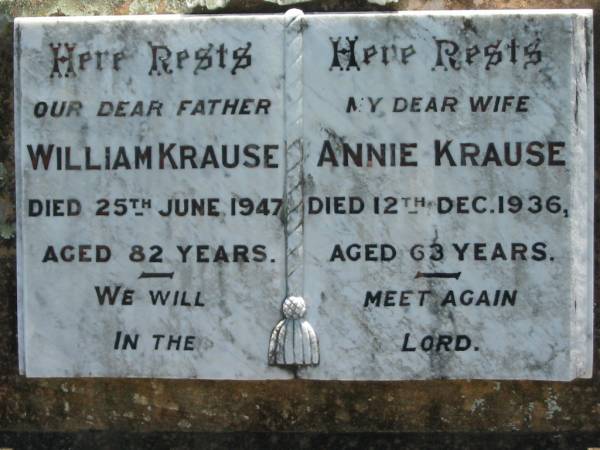 Here Rests
OUR DEAR FATHER
WILLIAM KRAUSE
DIED 25TH JUNE 1947
AGED 82 YEARS.
WE WILL
IN THE
Here Rests
MY DEAR WIFE
ANNIE KRAUSE
DIED 12TH DEC. 1936,
AGED 63 YEARS.
MEET AGAIN
LORD.